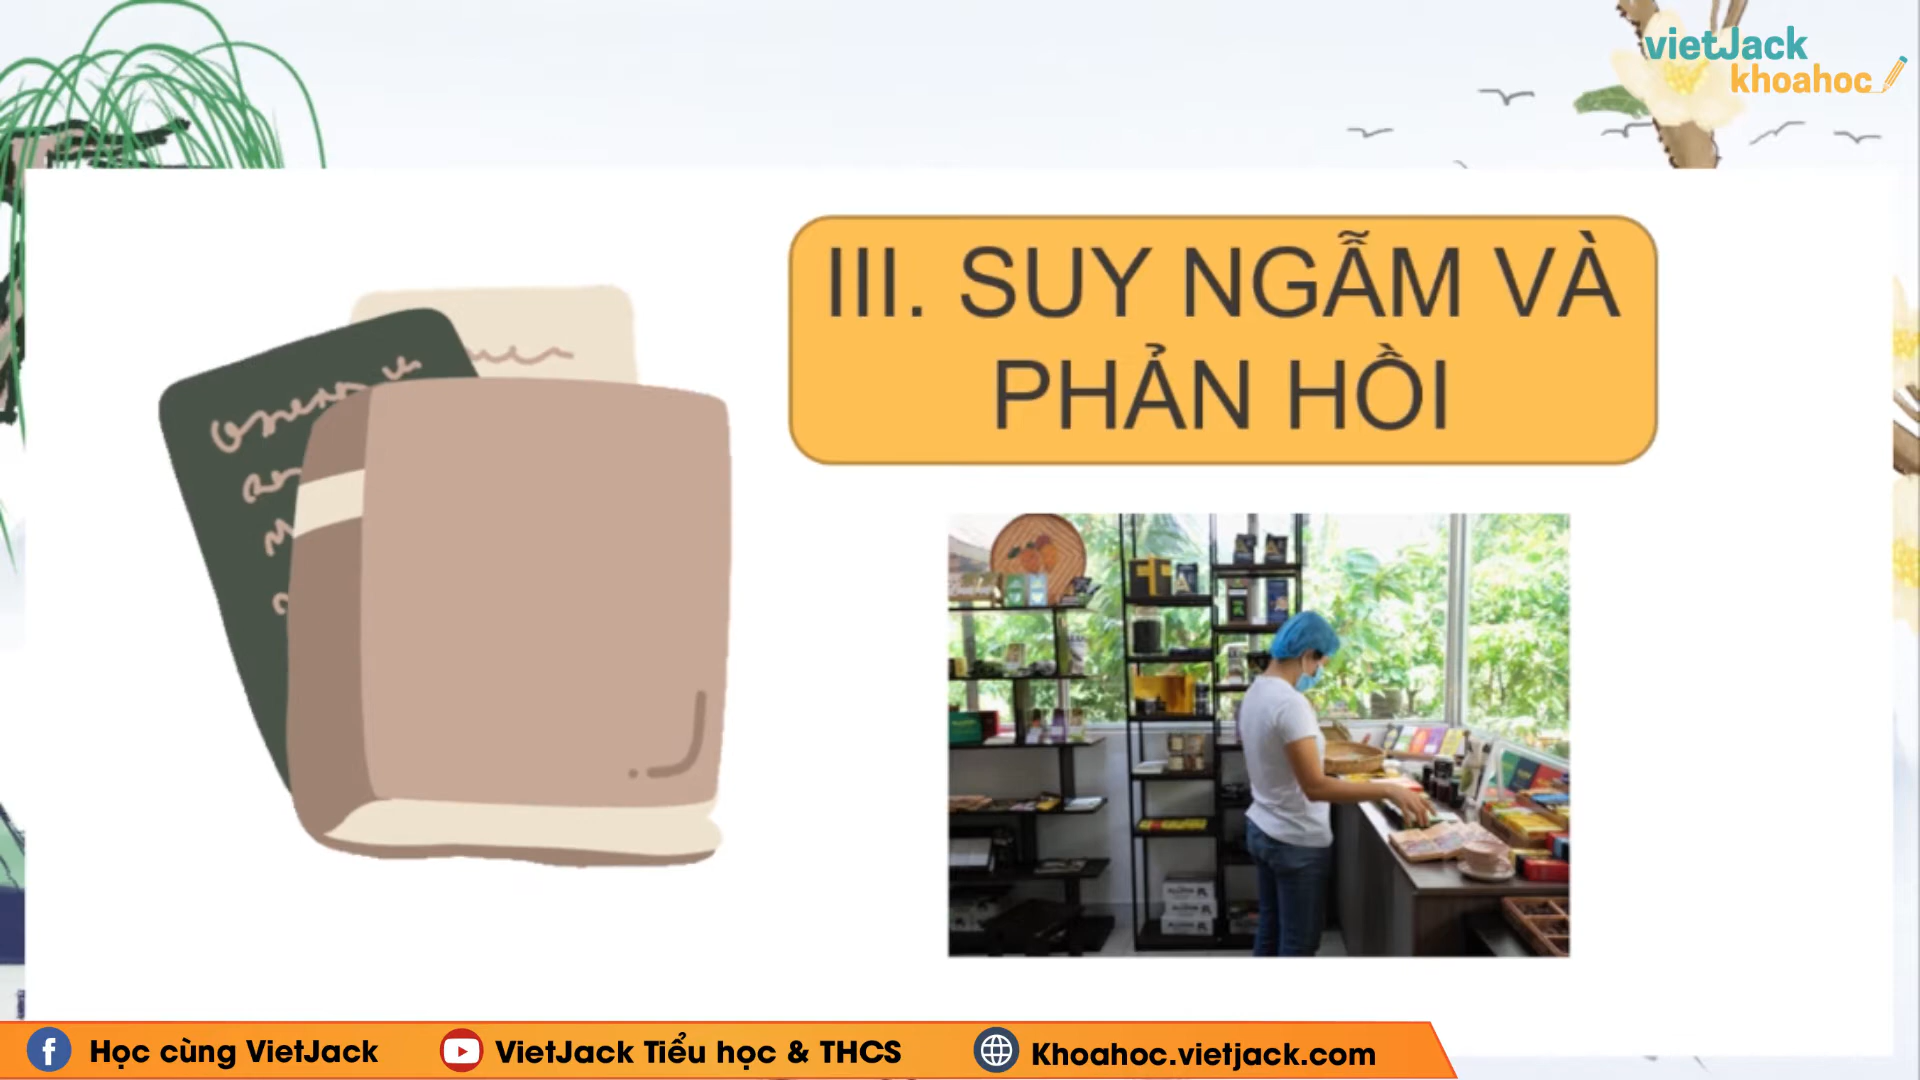 vietJack
khoahoc
III. SUY NGẪM VÀ
PHẢN HỒI
Học cùng VietJack
VietJack Tiểu học & THCS
Khoahoc.vietjack.com